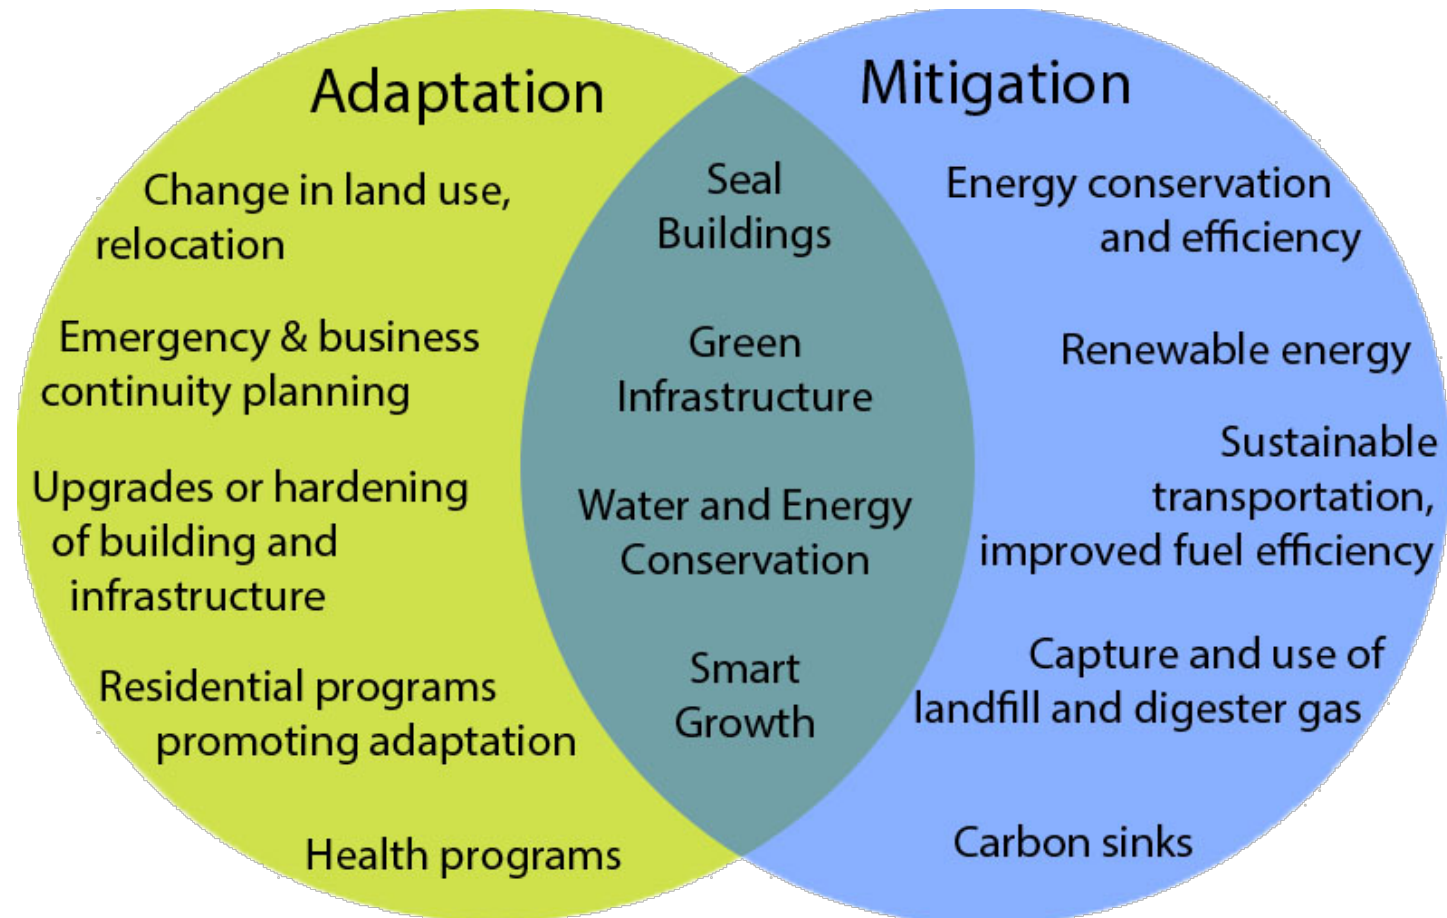 Adaptation
Change in land use,
relocation
Emergency & business
continuity planning
Upgrades or hardening
of building and
infrastructure
Residential programs
promoting adaptation
Health programs
Seal
Buildings
Green
Infrastructure
Water and Energy
Conservation
Smart
Growth
Mitigation
Energy conservation
and efficiency
Renewable energy
Sustainable
transportation,
improved fuel efficiency
Capture and use of
landfill and digester gas
Carbon sinks